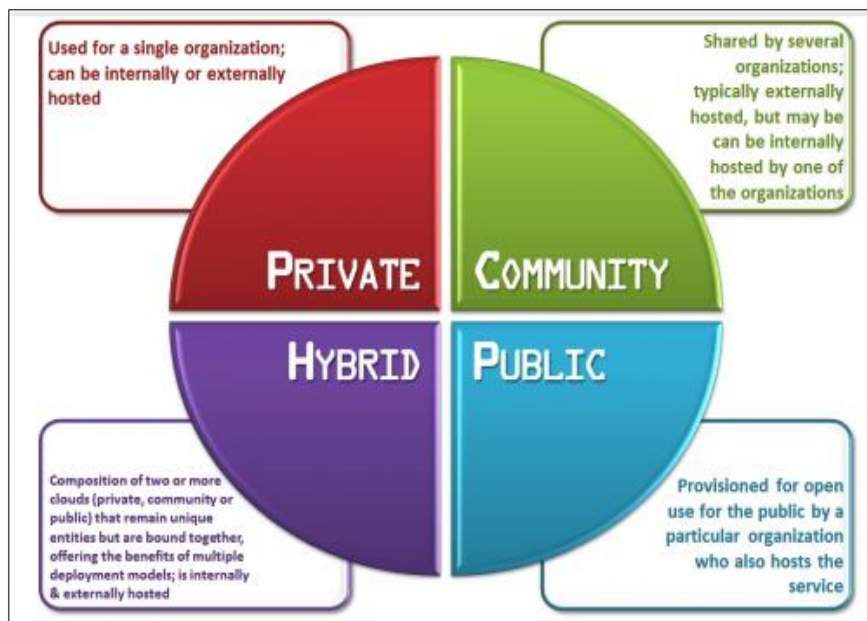 Used for a single organization;
can be internally or externally
hosted
Shared by several
organizations;
typically externally
hosted, but may be
can be internally
hosted by one of
the organizations
PRIVATE
COMMUNITY
HYBRID
PUBLIC
Composition of two or more
clouds (private, community or
public) that remain unique
entities but are bound together,
offering the benefits of multiple
deployment models; is internally
& externally hosted
Provisioned for open
use for the public by a
particular organization
who also hosts the
service